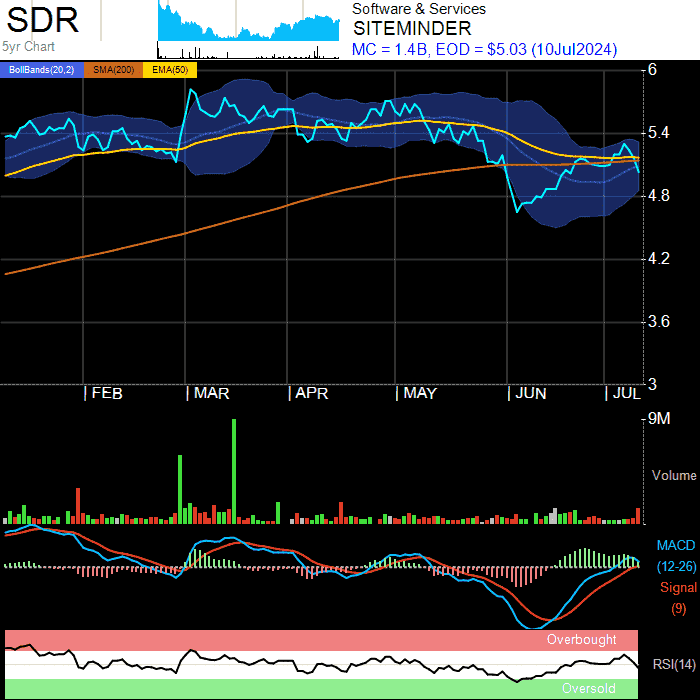 SDR
5yr Chart
Software & Services
SITEMINDER
MC = 1.4B, EOD = $5.03 (10Jul2024)
BollBands(20,2) SMA(200) EMA(50)
6
5.4
4.8
4.2
3.6
3
FEB MAR APR MAY JUN JUL
9M
Volume
MACD
(12-26)
Signal
(9)
Overbought
RSI(14)
Oversold